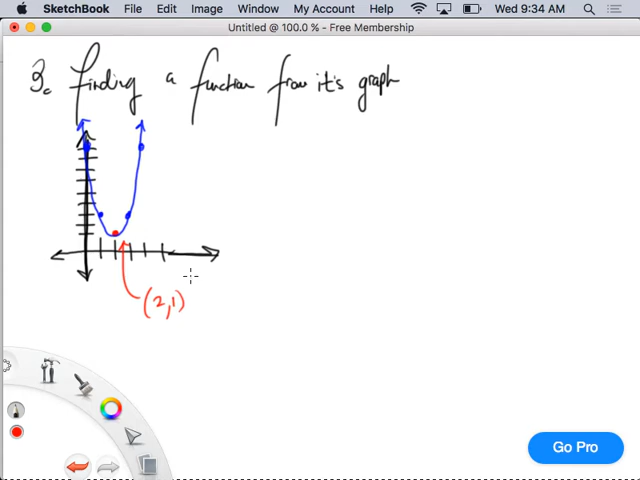 SketchBook File Edit Image Window My Account Help Wed 9:34 AM
Untitled @ 100.0 % - Free Membership
3. Finding a function from it's graph
(2,1)
Go Pro